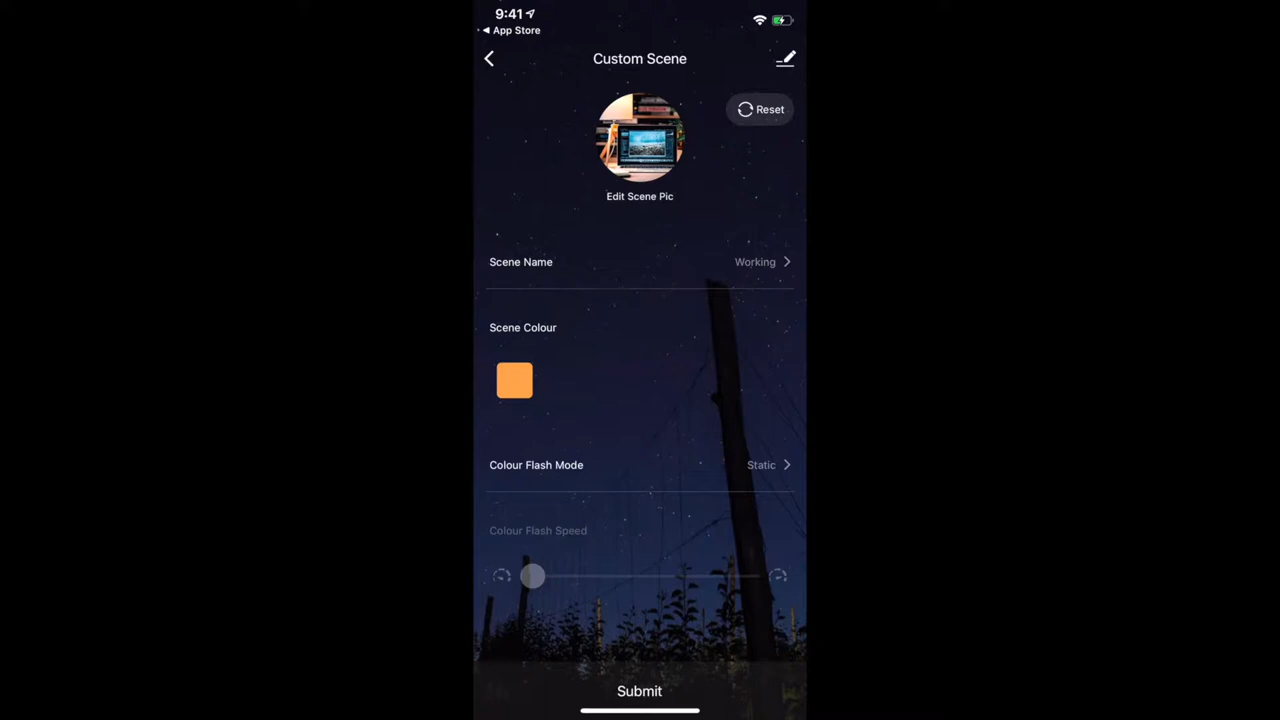 9:41
App Store
Custom Scene
Reset
Edit Scene Pic
Scene Name
Working
Scene Colour
Colour Flash Mode
Static
Colour Flash Speed
Submit